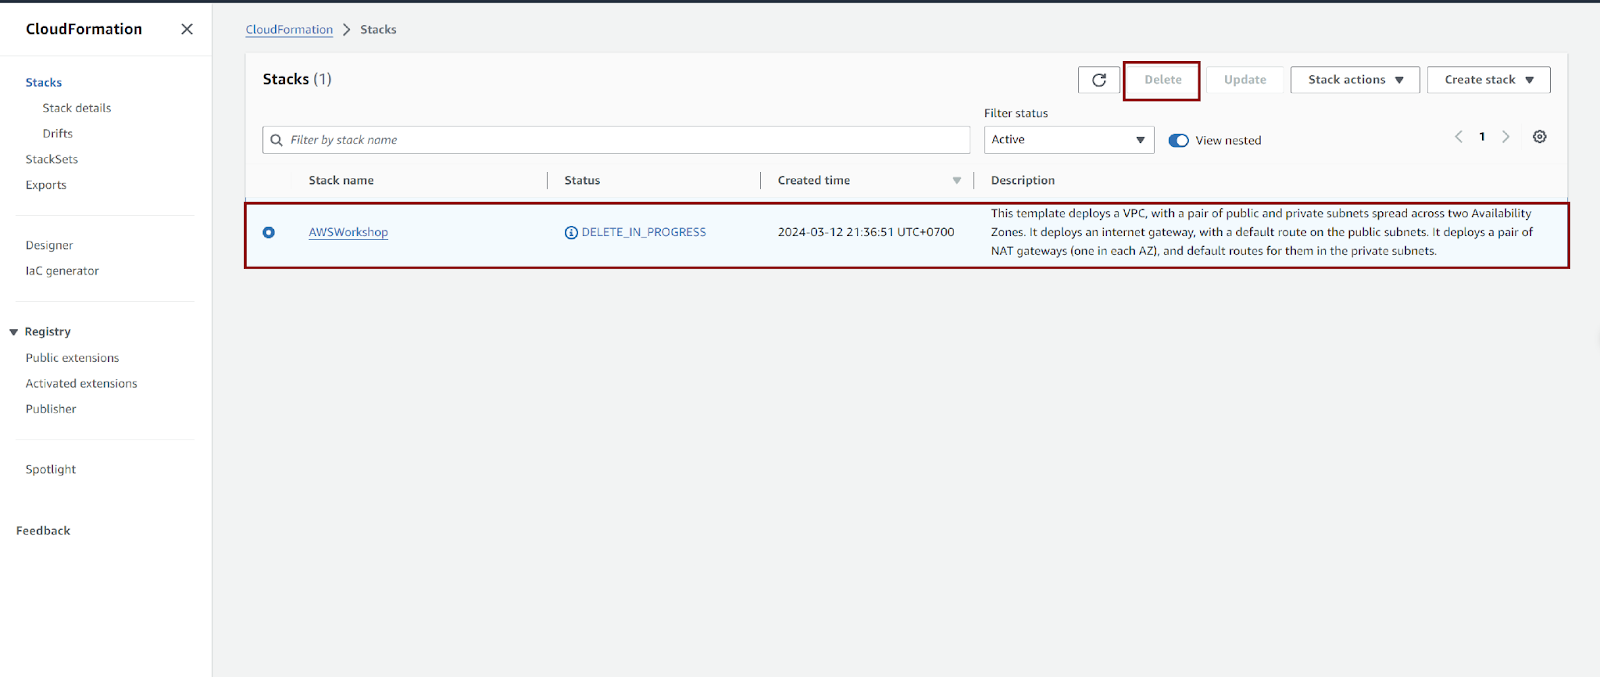 CloudFormation
Stacks
Stack details
Drifts
StackSets
Exports
Designer
IaC generator
Registry
Public extensions
Activated extensions
Publisher
Spotlight
Feedback
CloudFormation > Stacks
Stacks (1)
Delete
Update
Stack actions
Create stack
Filter status
Filter by stack name
Active
View nested
1
Stack name
Status
Created time
Description
AWSWorkshop
DELETE_IN_PROGRESS
2024-03-12 21:36:51 UTC+0700
This template deploys a VPC, with a pair of public and private subnets spread across two Availability
Zones. It deploys an internet gateway, with a default route on the public subnets. It deploys a pair of
NAT gateways (one in each AZ), and default routes for them in the private subnets.